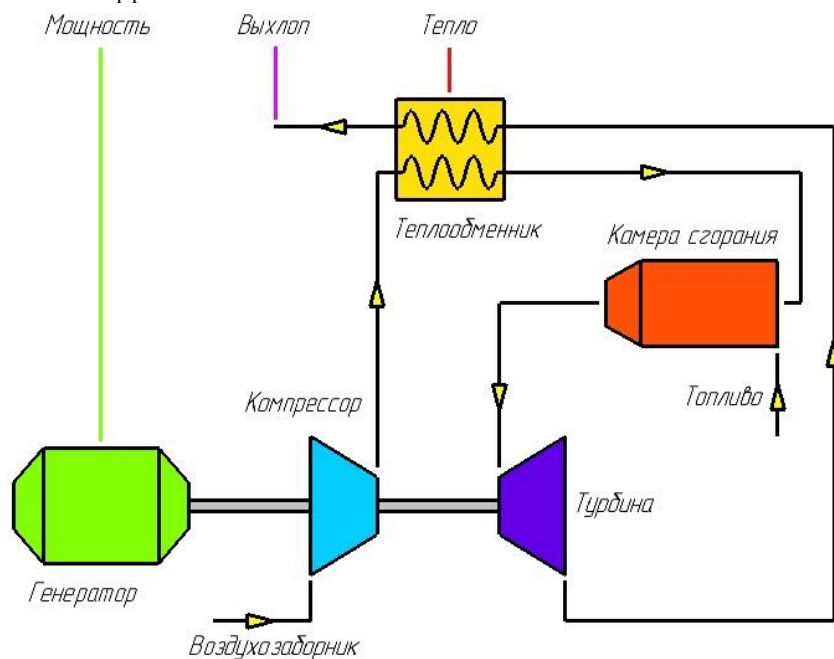 Мощность Выхлоп Тепло
Теплообменник
Камера сгорания
Компрессор
Топливо
Турбина
Генератор
Воздухозаборник